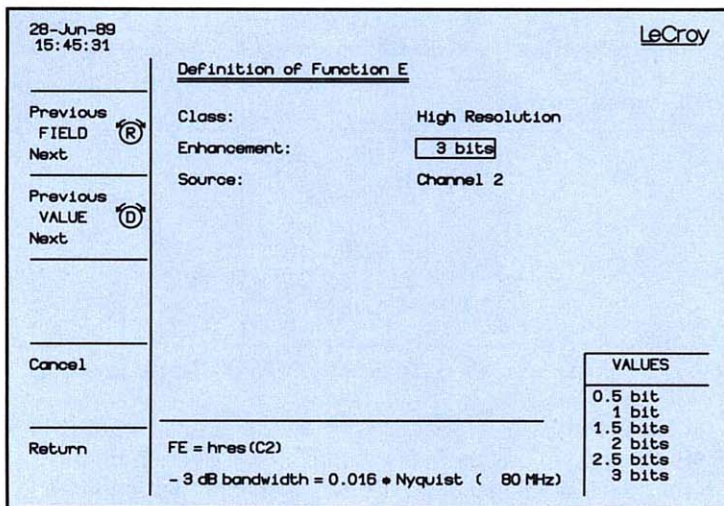 28-Jun-89
15:45:31
LeCroy
Definition of Function E
Previous
FIELD
Next
R
Class: High Resolution
Enhancement: 3 bits
Source: Channel 2
Previous
VALUE
Next
D
Cancel
Return
VALUES
0.5 bit
1 bit
1.5 bits
2 bits
2.5 bits
3 bits
FE = hres(C2)
- 3 dB bandwidth = 0.016 * Nyquist ( 80 MHz)